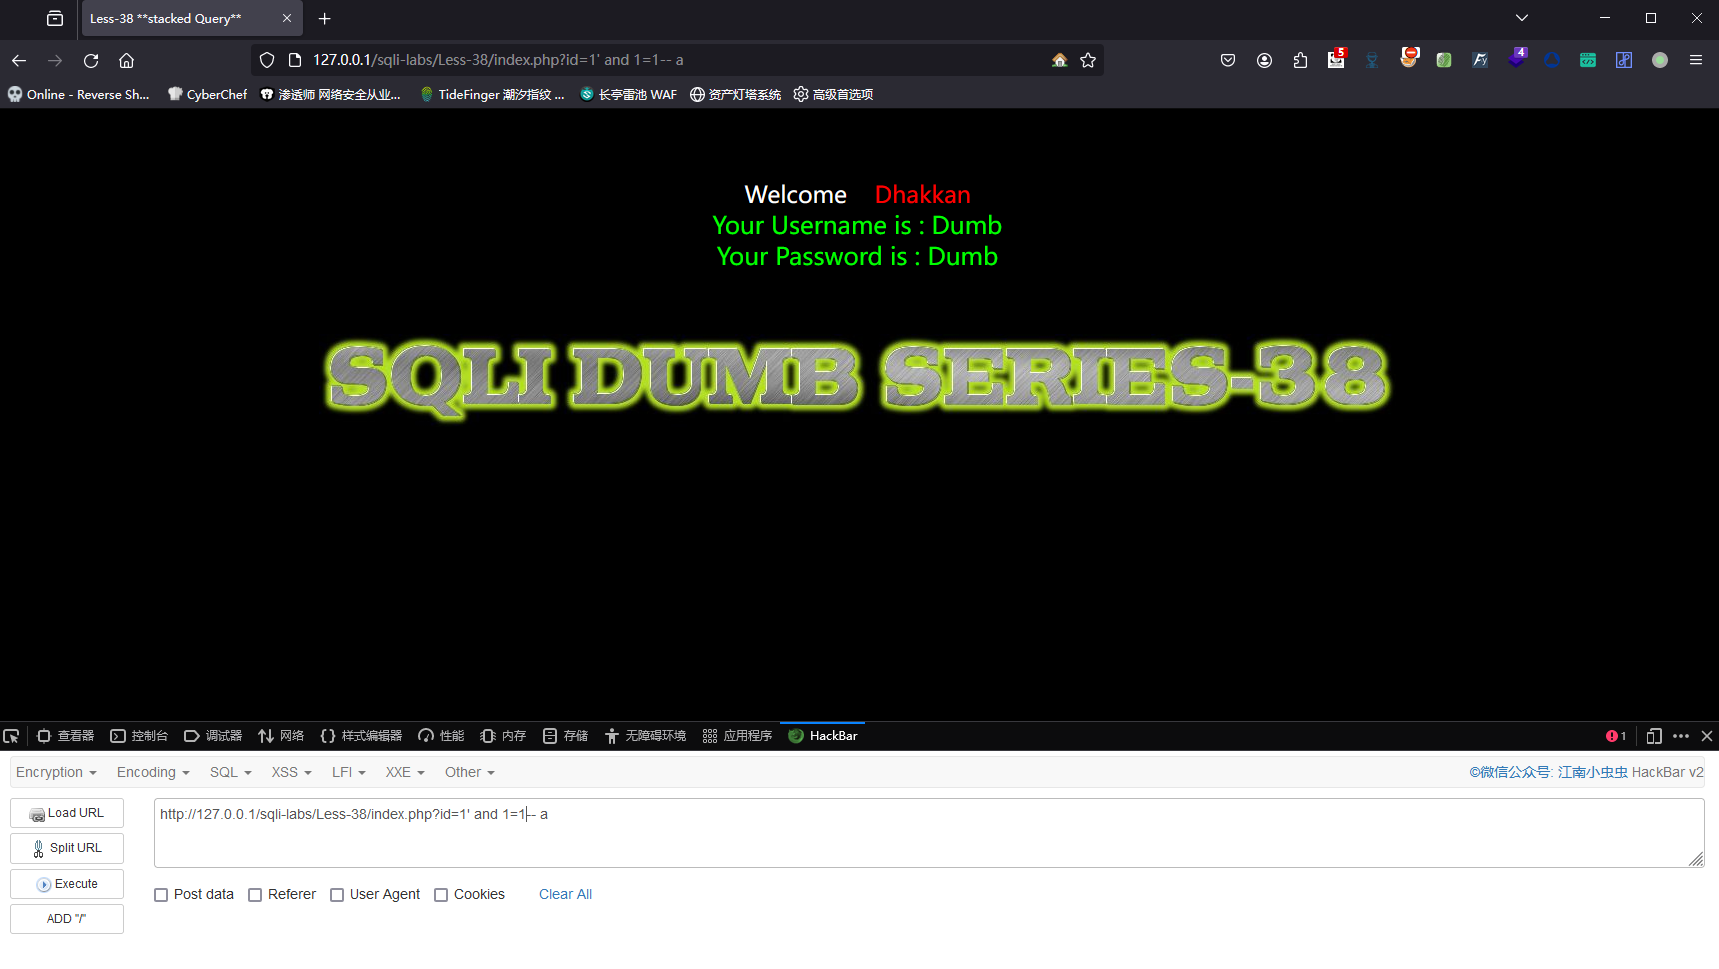 Less-38 **stacked Query**
127.0.0.1/sqli-labs/Less-38/index.php?id=1' and 1=1-- a
5
4
Online - Reverse Sh...
CyberChef
渗透师 网络安全从业...
TideFinger 潮汐指纹 ...
长亭雷池 WAF
资产灯塔系统
高级首选项
Welcome Dhakkan
Your Username is : Dumb
Your Password is : Dumb
SQLI DUMB SERIES-38
查看器
控制台
调试器
网络
样式编辑器
性能
内存
存储
无障碍环境
应用程序
HackBar
1
Encryption
Encoding
SQL
XSS
LFI
XXE
Other
©微信公众号: 江南小虫虫 HackBar v2
Load URL
http://127.0.0.1/sqli-labs/Less-38/index.php?id=1' and 1=1-- a
Split URL
Execute
Post data
Referer
User Agent
Cookies
Clear All
ADD "/"